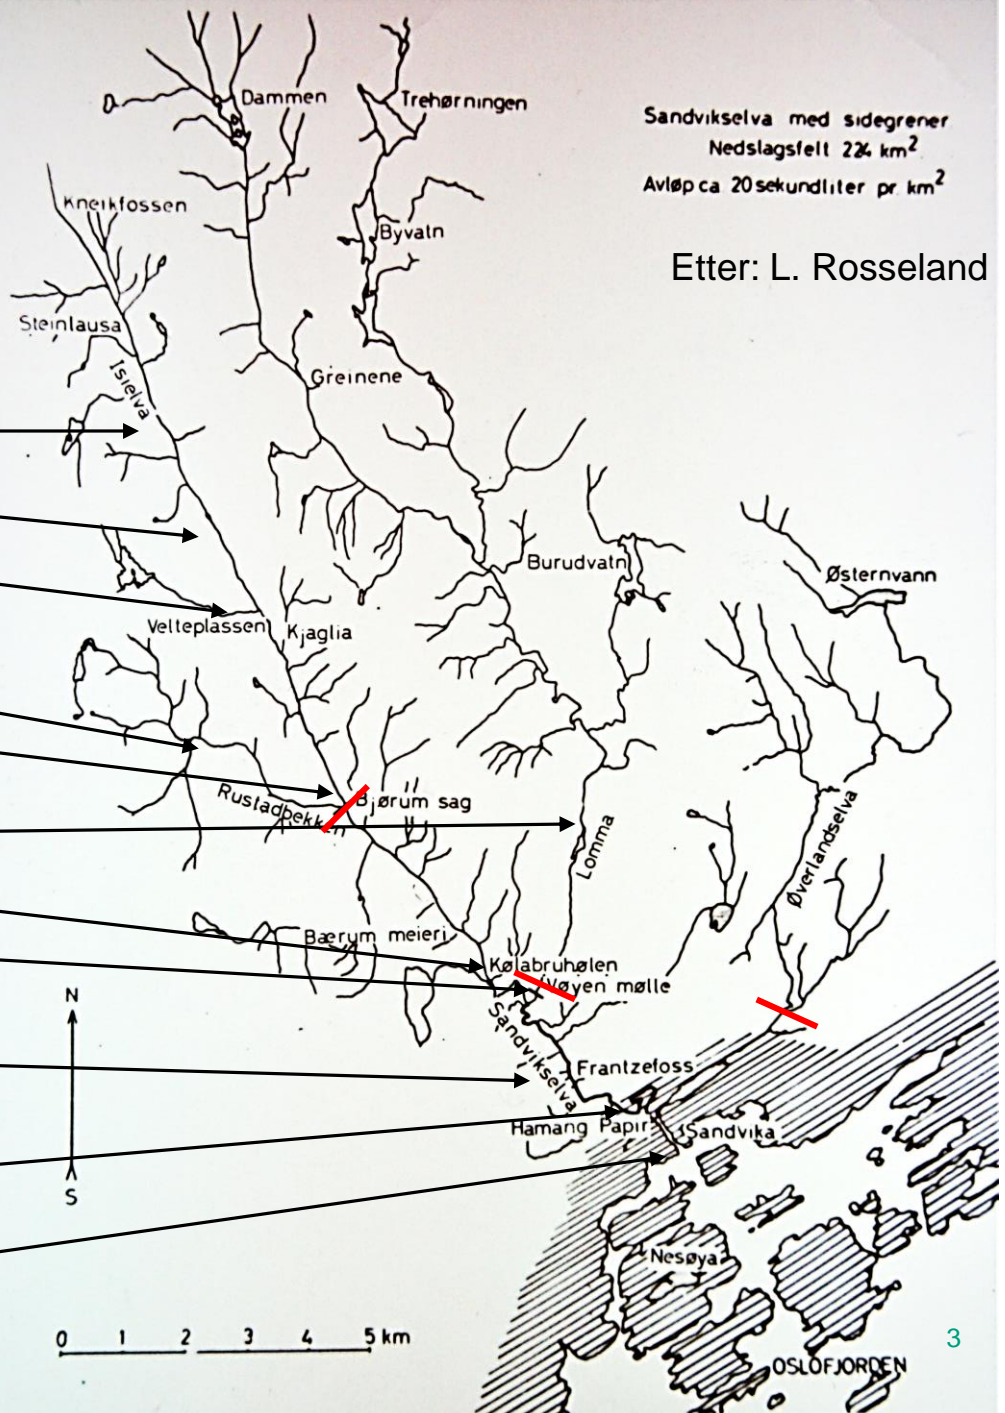 Dammen
Trehørningen
Sandvikselva med sidegrener
Nedslagsfelt 224 km²
Avløp ca 20 sekundliter pr. km²
Kneikfossen
Byvatn
Etter: L. Rosseland
Steinlausa
Isielva
Greinene
Burudvatn
Østernvann
Velteplassen
Kjaglia
Rustadbekken
Bjørum sag
Lomma
Øverlandselva
Bærum meieri
Kølabruhølen
Vøyen mølle
N
Sandvikselva
Frantzefoss
Hamang Papir
Sandvika
S
Nesøya
0 1 2 3 4 5 km
3
OSLOFJORDEN